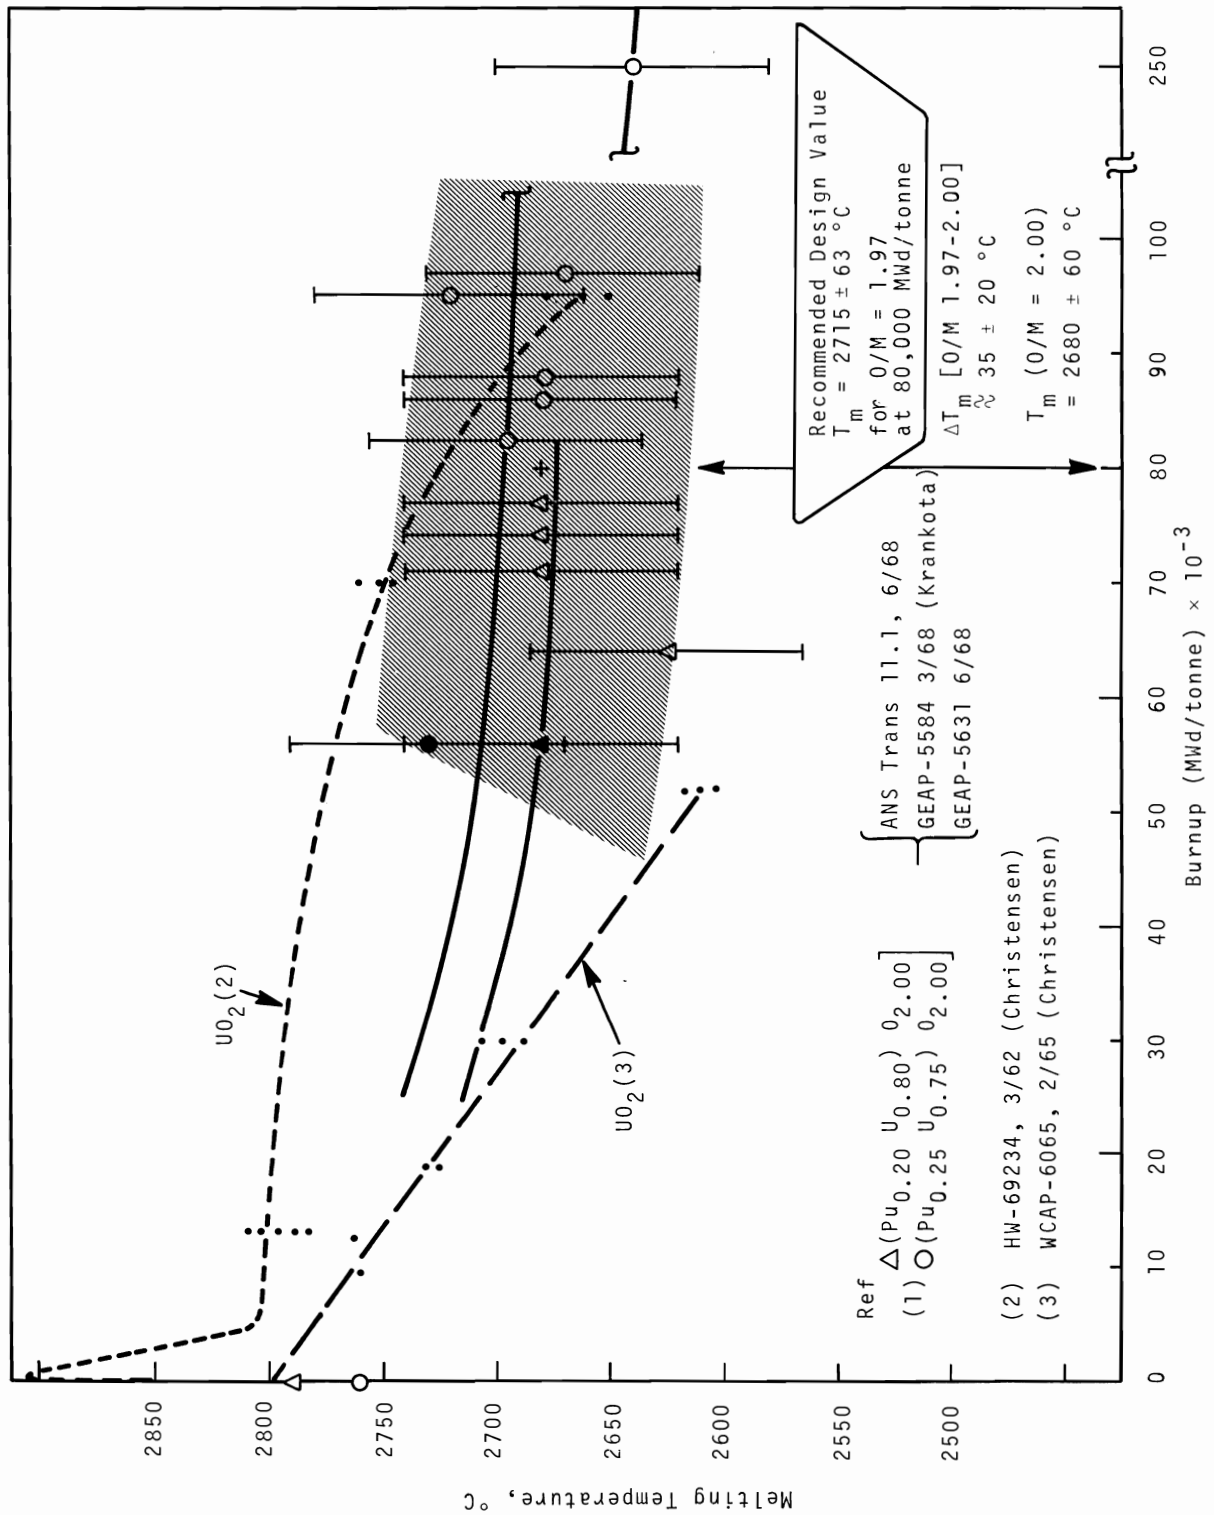 Melting Temperature, °C
2850
2800
2750
2700
2650
2600
2550
2500
UO2(2)
UO2(3)
Recommended Design Value
Tm = 2715 ± 63 °C
for O/M = 1.97
at 80,000 MWd/tonne
ΔTm [O/M 1.97-2.00]
≈ 35 ± 20 °C
Tm (O/M = 2.00)
= 2680 ± 60 °C
Ref
(1) △(Pu0.20 U0.80) O2.00]
○(Pu0.25 U0.75) O2.00]
ANS Trans 11.1, 6/68
GEAP-5584 3/68 (Krankota)
GEAP-5631 6/68
(2) HW-69234, 3/62 (Christensen)
(3) WCAP-6065, 2/65 (Christensen)
0 10 20 30 40 50 60 70 80 90 100 250
Burnup (MWd/tonne) × 10-3